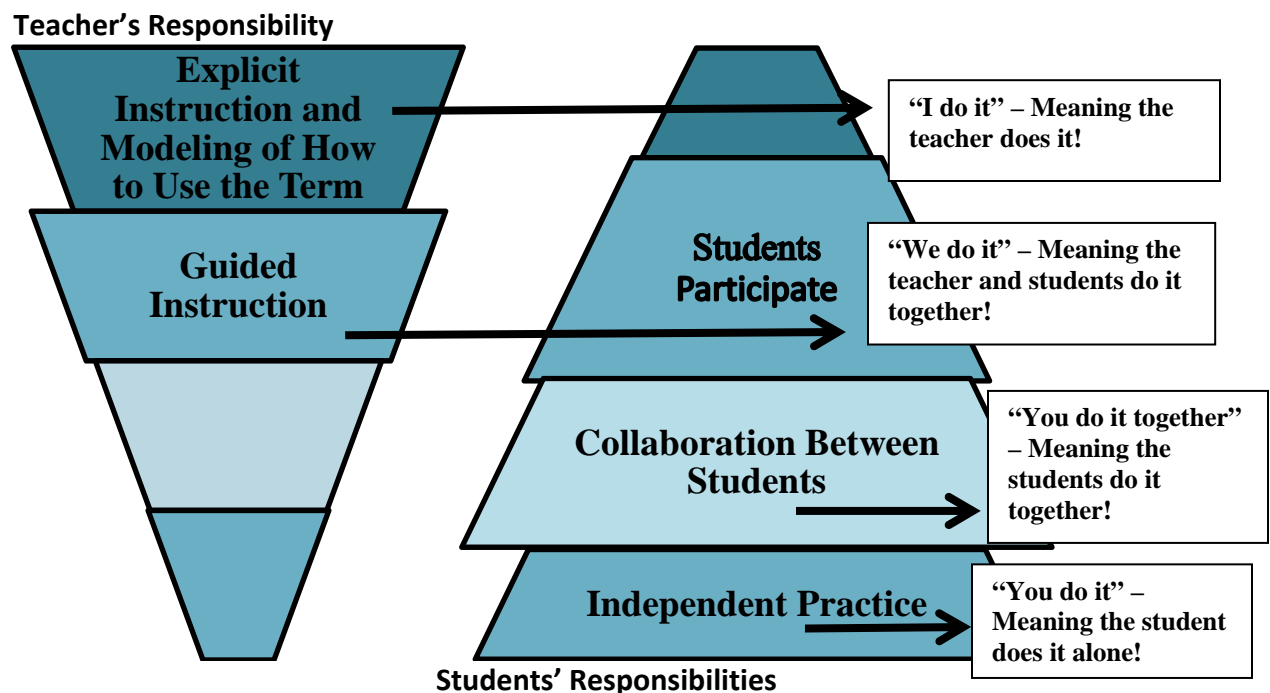 Teacher’s Responsibility
Explicit
Instruction and
Modeling of How
to Use the Term
“I do it” – Meaning the
teacher does it!
Guided
Instruction
Students
Participate
“We do it” – Meaning the
teacher and students do it
together!
Collaboration Between
Students
“You do it together”
– Meaning the
students do it
together!
Independent Practice
“You do it” –
Meaning the student
does it alone!
Students’ Responsibilities